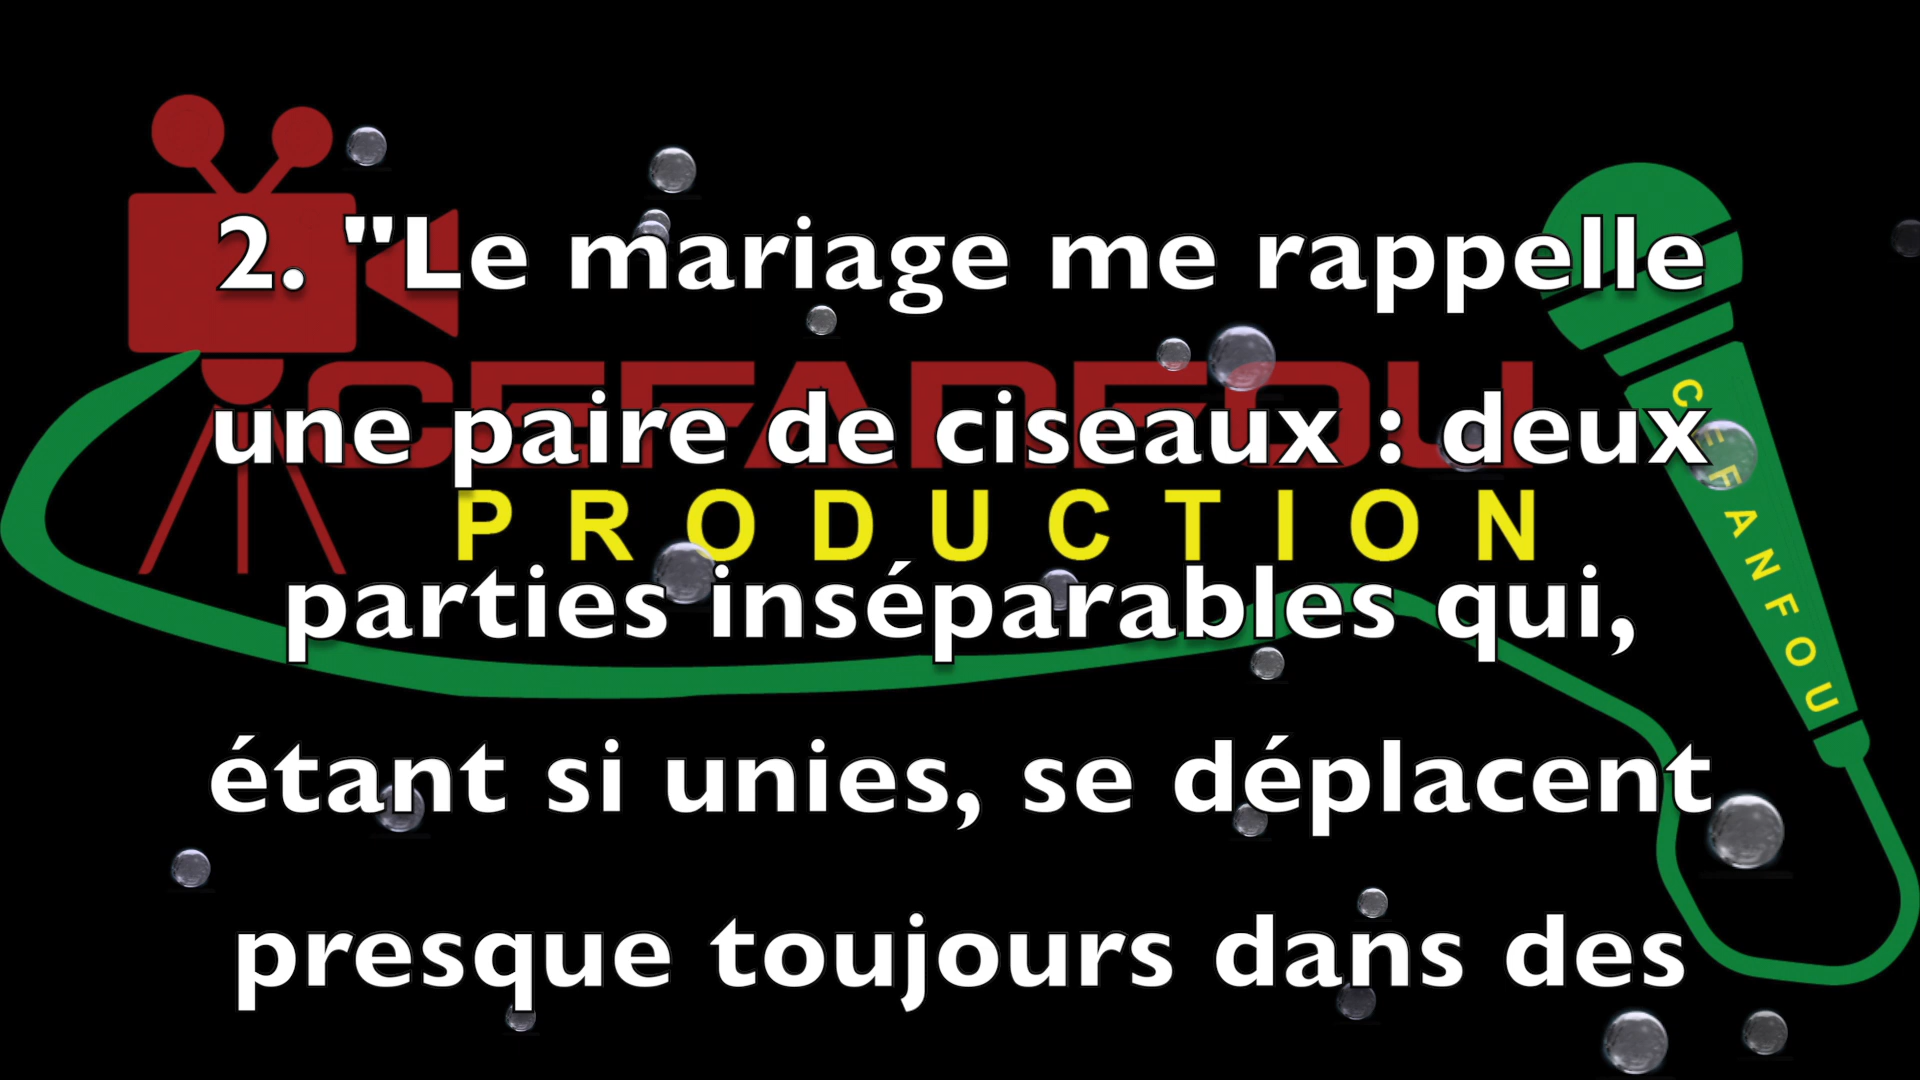 2. "Le mariage me rappelle
une paire de ciseaux : deux
parties inséparables qui,
étant si unies, se déplacent
presque toujours dans des
CEFANFOU
PRODUCTION
CEFANFOU